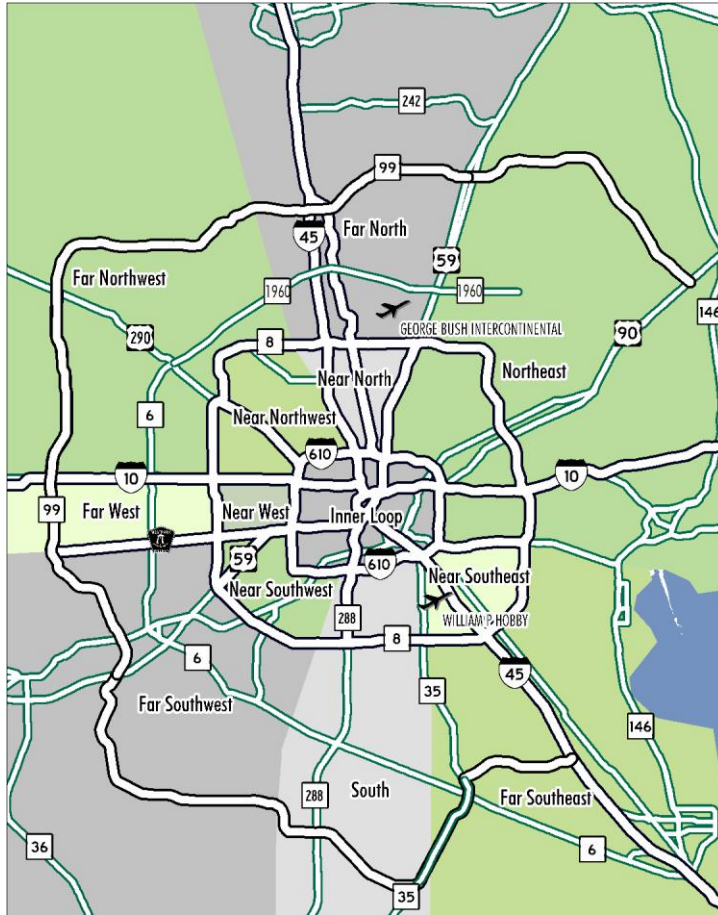 242
99
45
Far North
59
Far Northwest
1960
1960
146
GEORGE BUSH INTERCONTINENTAL
290
8
90
Near North
Northeast
6
Near Northwest
610
10
10
99
Far West
Near West
Inner Loop
59
610
Near Southeast
Near Southwest
288
WILLIAM P HOBBY
8
6
45
35
Far Southwest
146
288
South
Far Southeast
36
6
35